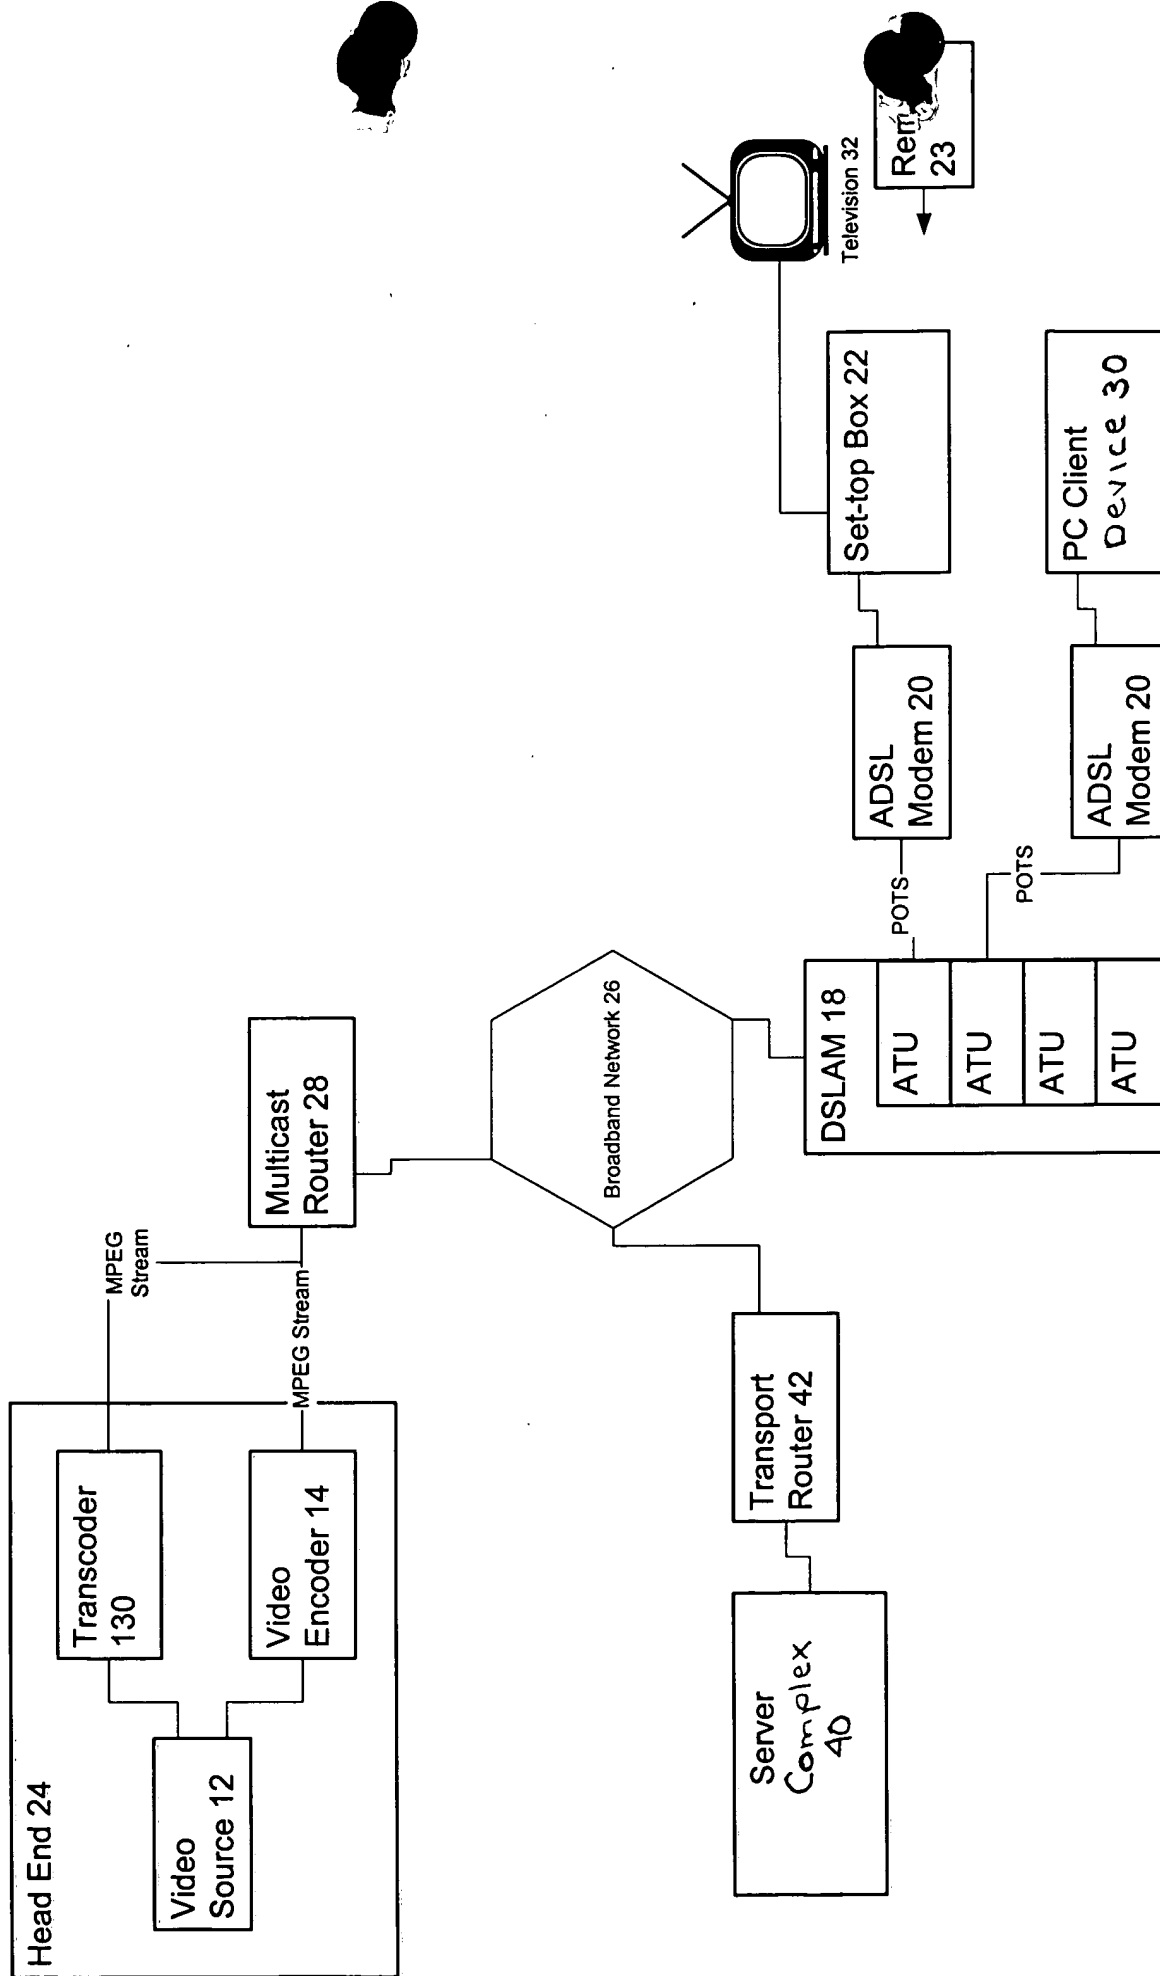 Head End 24
Video
Source 12
Transcoder
130
Video
Encoder 14
MPEG
Stream
MPEG Stream
Multicast
Router 28
Broadband Network 26
Server
Complex
40
Transport
Router 42
DSLAM 18
ATU
ATU
ATU
ATU
POTS
POTS
ADSL
Modem 20
ADSL
Modem 20
Set-top Box 22
PC Client
Device 30
Television 32
23